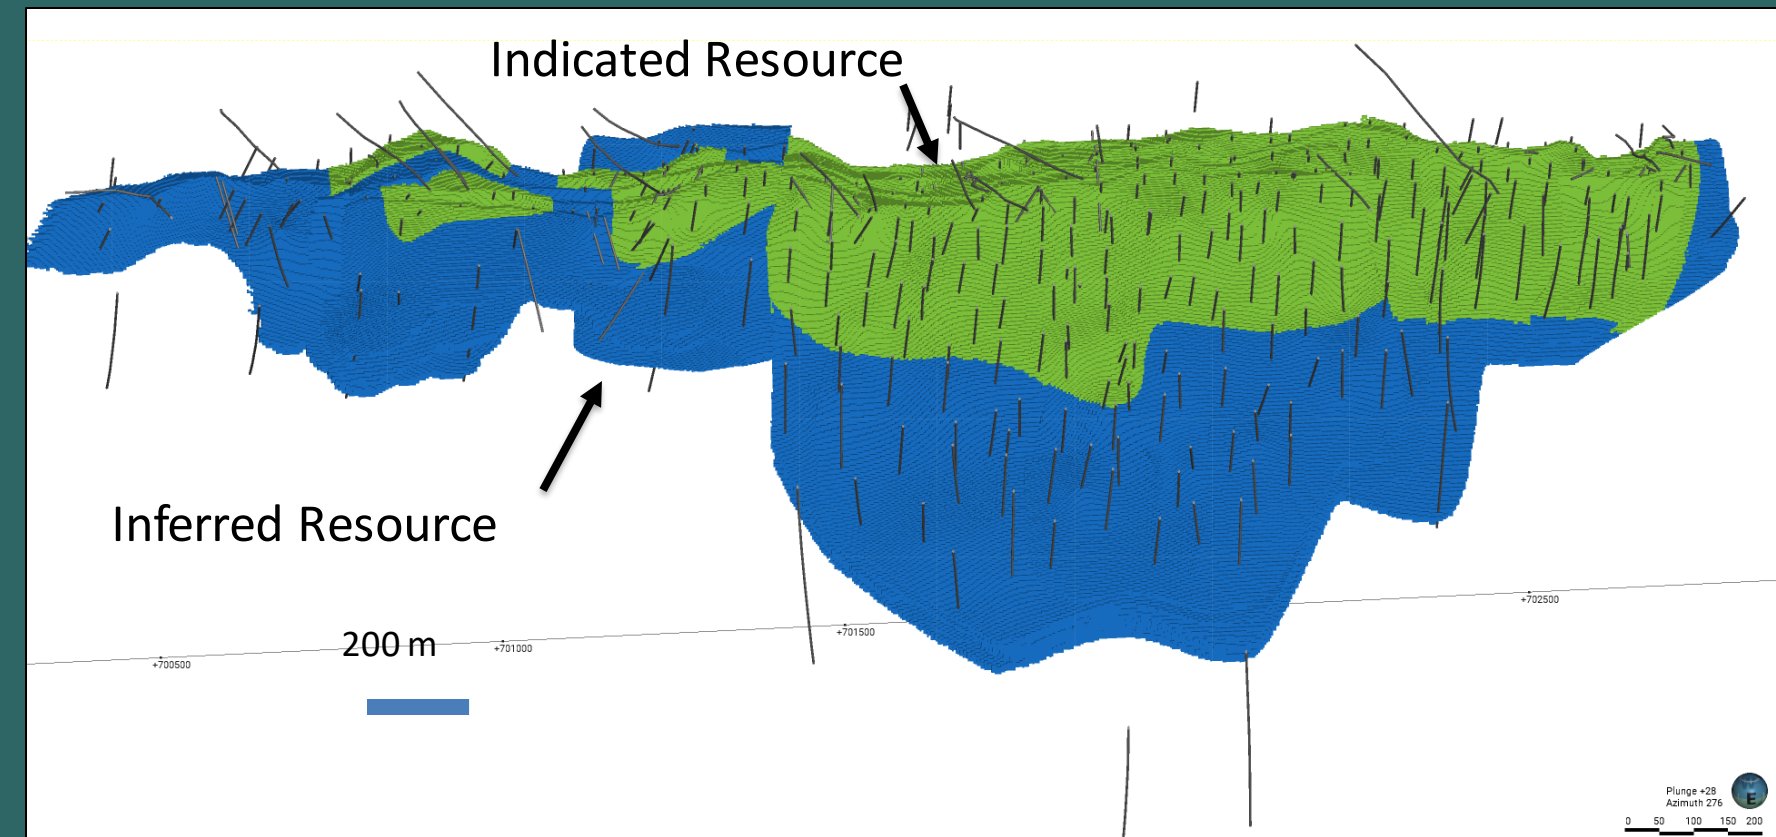 Indicated Resource
Inferred Resource
+702500
+701500
200 m
+701000
+700500
Plunge +28
Azimuth 276
E
0 50 100 150 200